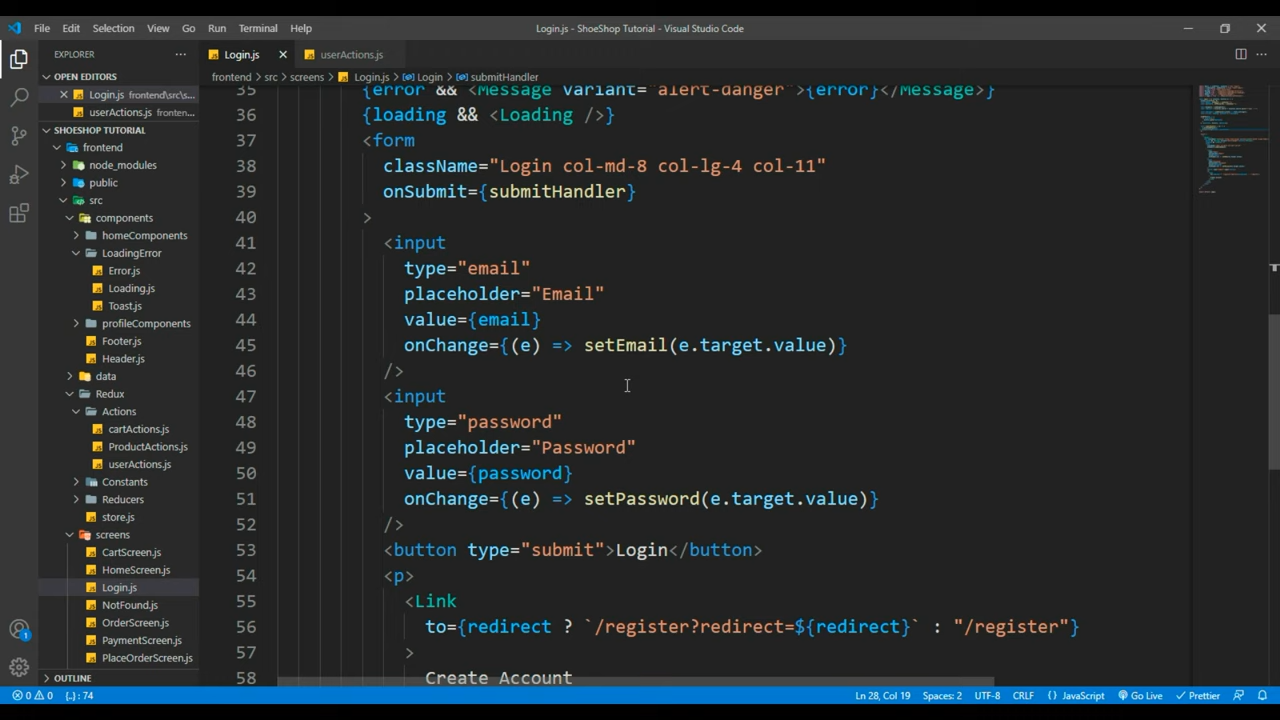 File Edit Selection View Go Run Terminal Help
Login.js - ShoeShop Tutorial - Visual Studio Code
EXPLORER
OPEN EDITORS
Login.js frontend\src\s...
userActions.js fronten...
SHOESHOP TUTORIAL
frontend
node_modules
public
src
components
homeComponents
LoadingError
Error.js
Loading.js
Toast.js
profileComponents
Footer.js
Header.js
data
Redux
Actions
cartActions.js
ProductActions.js
userActions.js
Constants
Reducers
store.js
screens
CartScreen.js
HomeScreen.js
Login.js
NotFound.js
OrderScreen.js
PaymentScreen.js
PlaceOrderScreen.js
OUTLINE
Login.js userActions.js
frontend > src > screens > Login.js > Login > submitHandler
35 {error && <Message variant="alert-danger">{error}</Message>}
36 {loading && <Loading />}
37 <form
38 className="Login col-md-8 col-lg-4 col-11"
39 onSubmit={submitHandler}
40 >
41 <input
42 type="email"
43 placeholder="Email"
44 value={email}
45 onChange={(e) => setEmail(e.target.value)}
46 />
47 <input
48 type="password"
49 placeholder="Password"
50 value={password}
51 onChange={(e) => setPassword(e.target.value)}
52 />
53 <button type="submit">Login</button>
54 <p>
55 <Link
56 to={redirect ? `/register?redirect=${redirect}` : "/register"}
57 >
58 Create Account
1
0 0 {..} : 74
Ln 28, Col 19 Spaces: 2 UTF-8 CRLF {} JavaScript Go Live Prettier